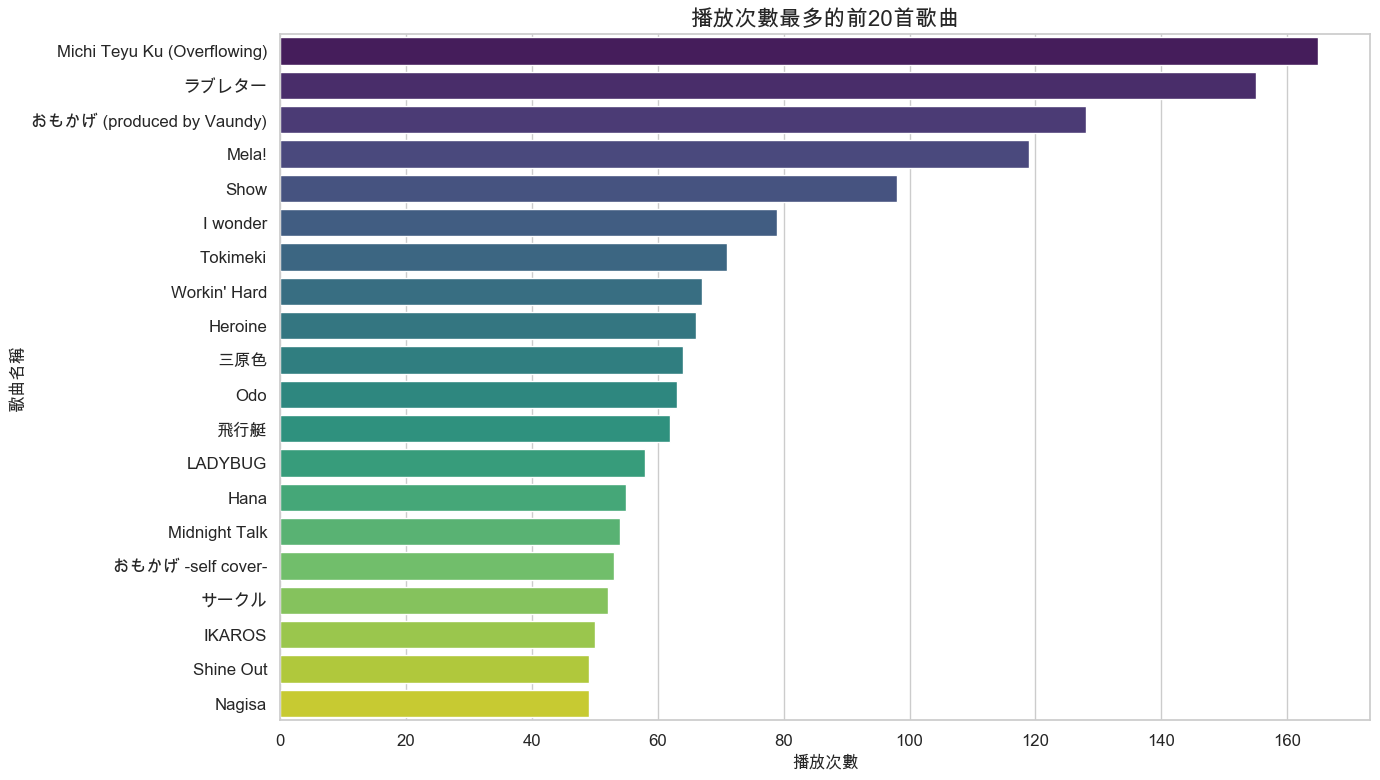 播放次數最多的前20首歌曲
Michi Teyu Ku (Overflowing)
ラブレター
おもかげ (produced by Vaundy)
Mela!
Show
I wonder
Tokimeki
Workin' Hard
Heroine
三原色
Odo
飛行艇
LADYBUG
Hana
Midnight Talk
おもかげ -self cover-
サークル
IKAROS
Shine Out
Nagisa
歌曲名稱
0 20 40 60 80 100 120 140 160
播放次數